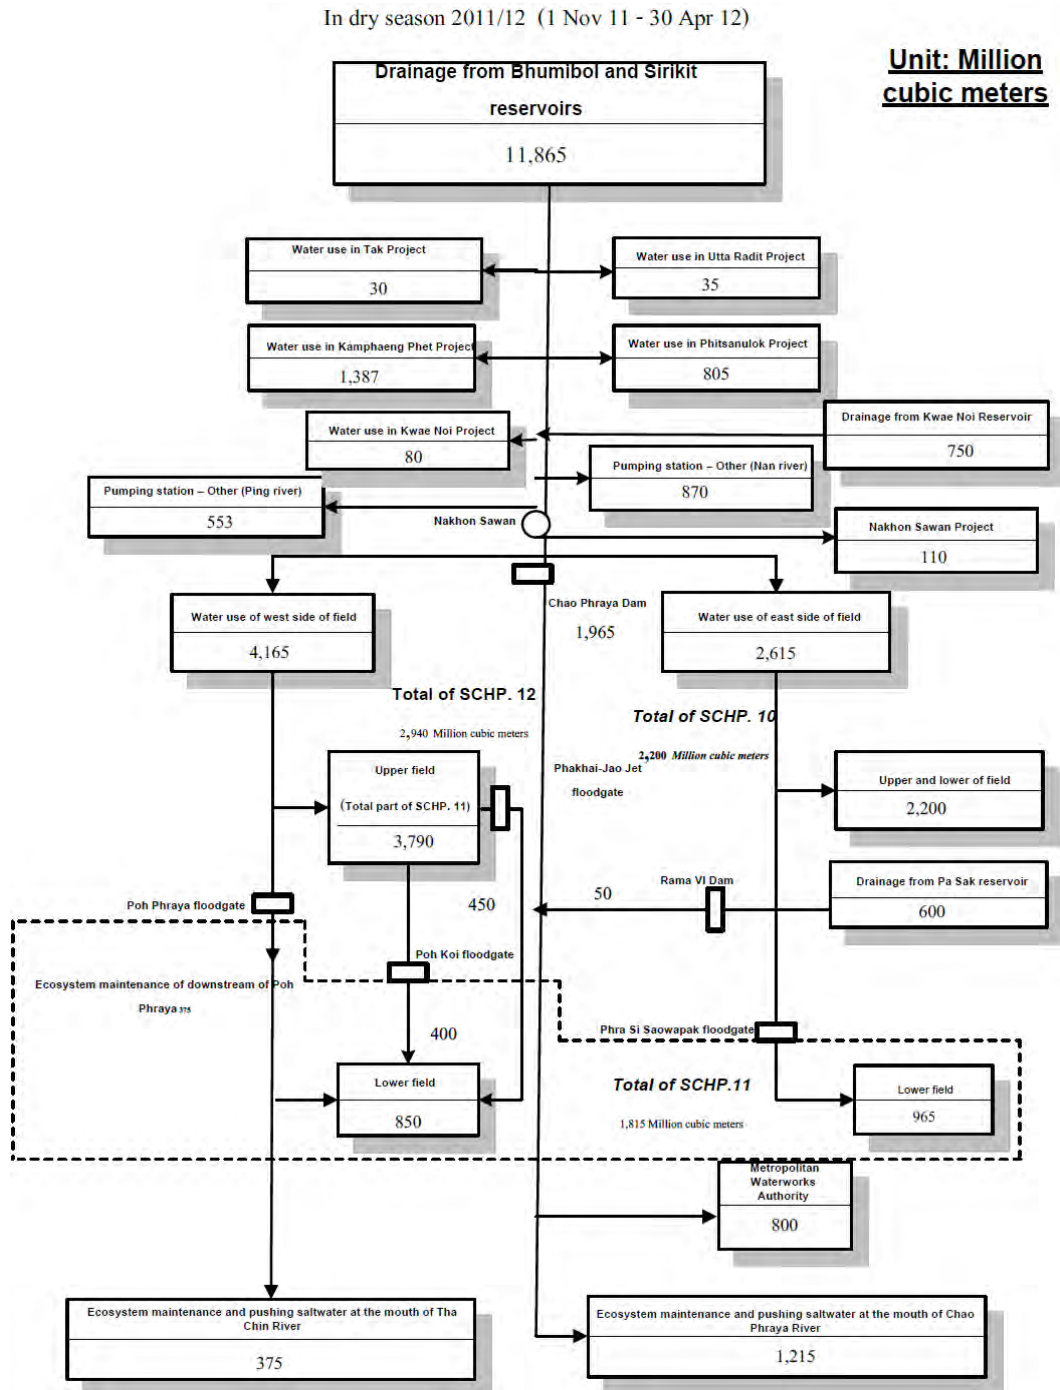 In dry season 2011/12 (1 Nov 11 - 30 Apr 12)
Unit: Million
cubic meters
Drainage from Bhumibol and Sirikit
reservoirs
11,865
Water use in Tak Project
30
Water use in Utta Radit Project
35
Water use in Kamphaeng Phet Project
1,387
Water use in Phitsanulok Project
805
Drainage from Kwae Noi Reservoir
750
Water use in Kwae Noi Project
80
Pumping station – Other (Nan river)
870
Pumping station – Other (Ping river)
553
Nakhon Sawan
Nakhon Sawan Project
110
Water use of west side of field
4,165
Chao Phraya Dam
1,965
Water use of east side of field
2,615
Total of SCHP. 12
2,940 Million cubic meters
Total of SCHP. 10
2,200 Million cubic meters
Upper field
(Total part of SCHP. 11)
3,790
Phakhai-Jao Jet
floodgate
Upper and lower of field
2,200
Drainage from Pa Sak reservoir
600
Rama VI Dam
50
Poh Phraya floodgate
450
Poh Koi floodgate
Ecosystem maintenance of downstream of Poh
Phraya 375
400
Phra Si Saowapak floodgate
Lower field
850
Total of SCHP.11
1,815 Million cubic meters
Lower field
965
Metropolitan
Waterworks
Authority
800
Ecosystem maintenance and pushing saltwater at the mouth of Tha
Chin River
375
Ecosystem maintenance and pushing saltwater at the mouth of Chao
Phraya River
1,215